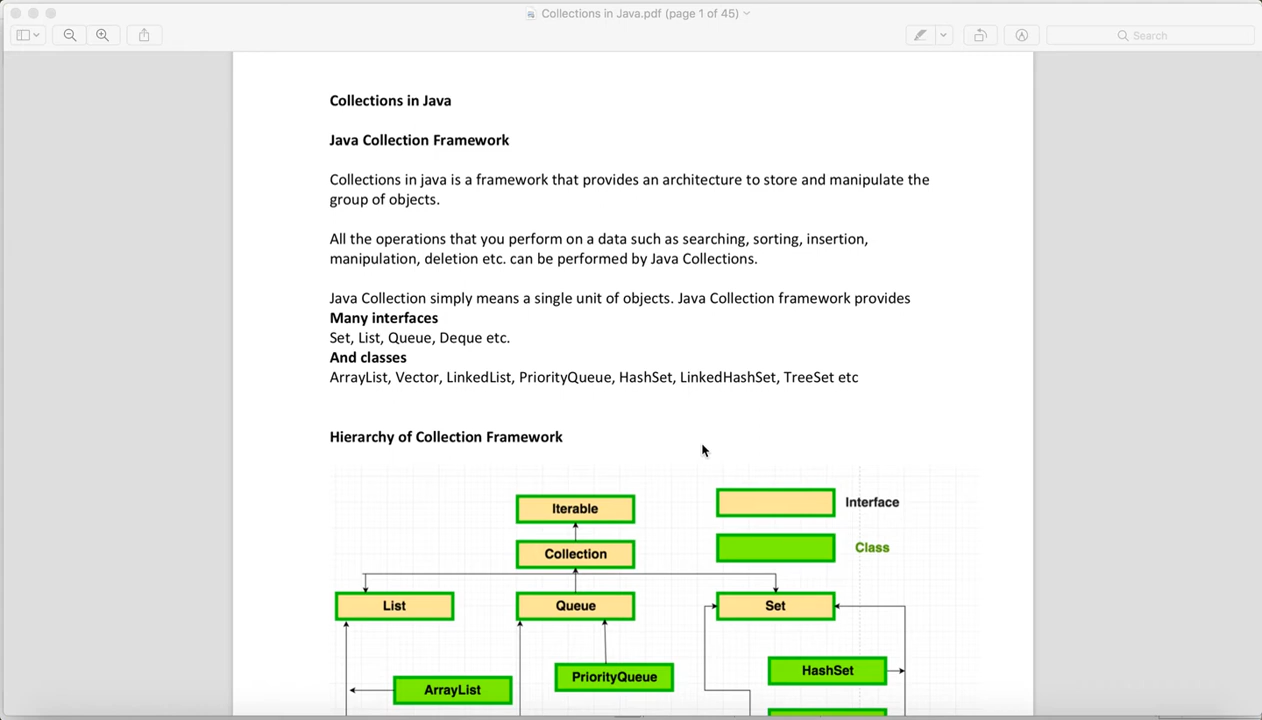 Collections in Java.pdf (page 1 of 45)
Search
Collections in Java
Java Collection Framework
Collections in java is a framework that provides an architecture to store and manipulate the
group of objects.
All the operations that you perform on a data such as searching, sorting, insertion,
manipulation, deletion etc. can be performed by Java Collections.
Java Collection simply means a single unit of objects. Java Collection framework provides
Many interfaces
Set, List, Queue, Deque etc.
And classes
ArrayList, Vector, LinkedList, PriorityQueue, HashSet, LinkedHashSet, TreeSet etc
Hierarchy of Collection Framework
Iterable
Interface
Collection
Class
List
Queue
Set
HashSet
PriorityQueue
ArrayList